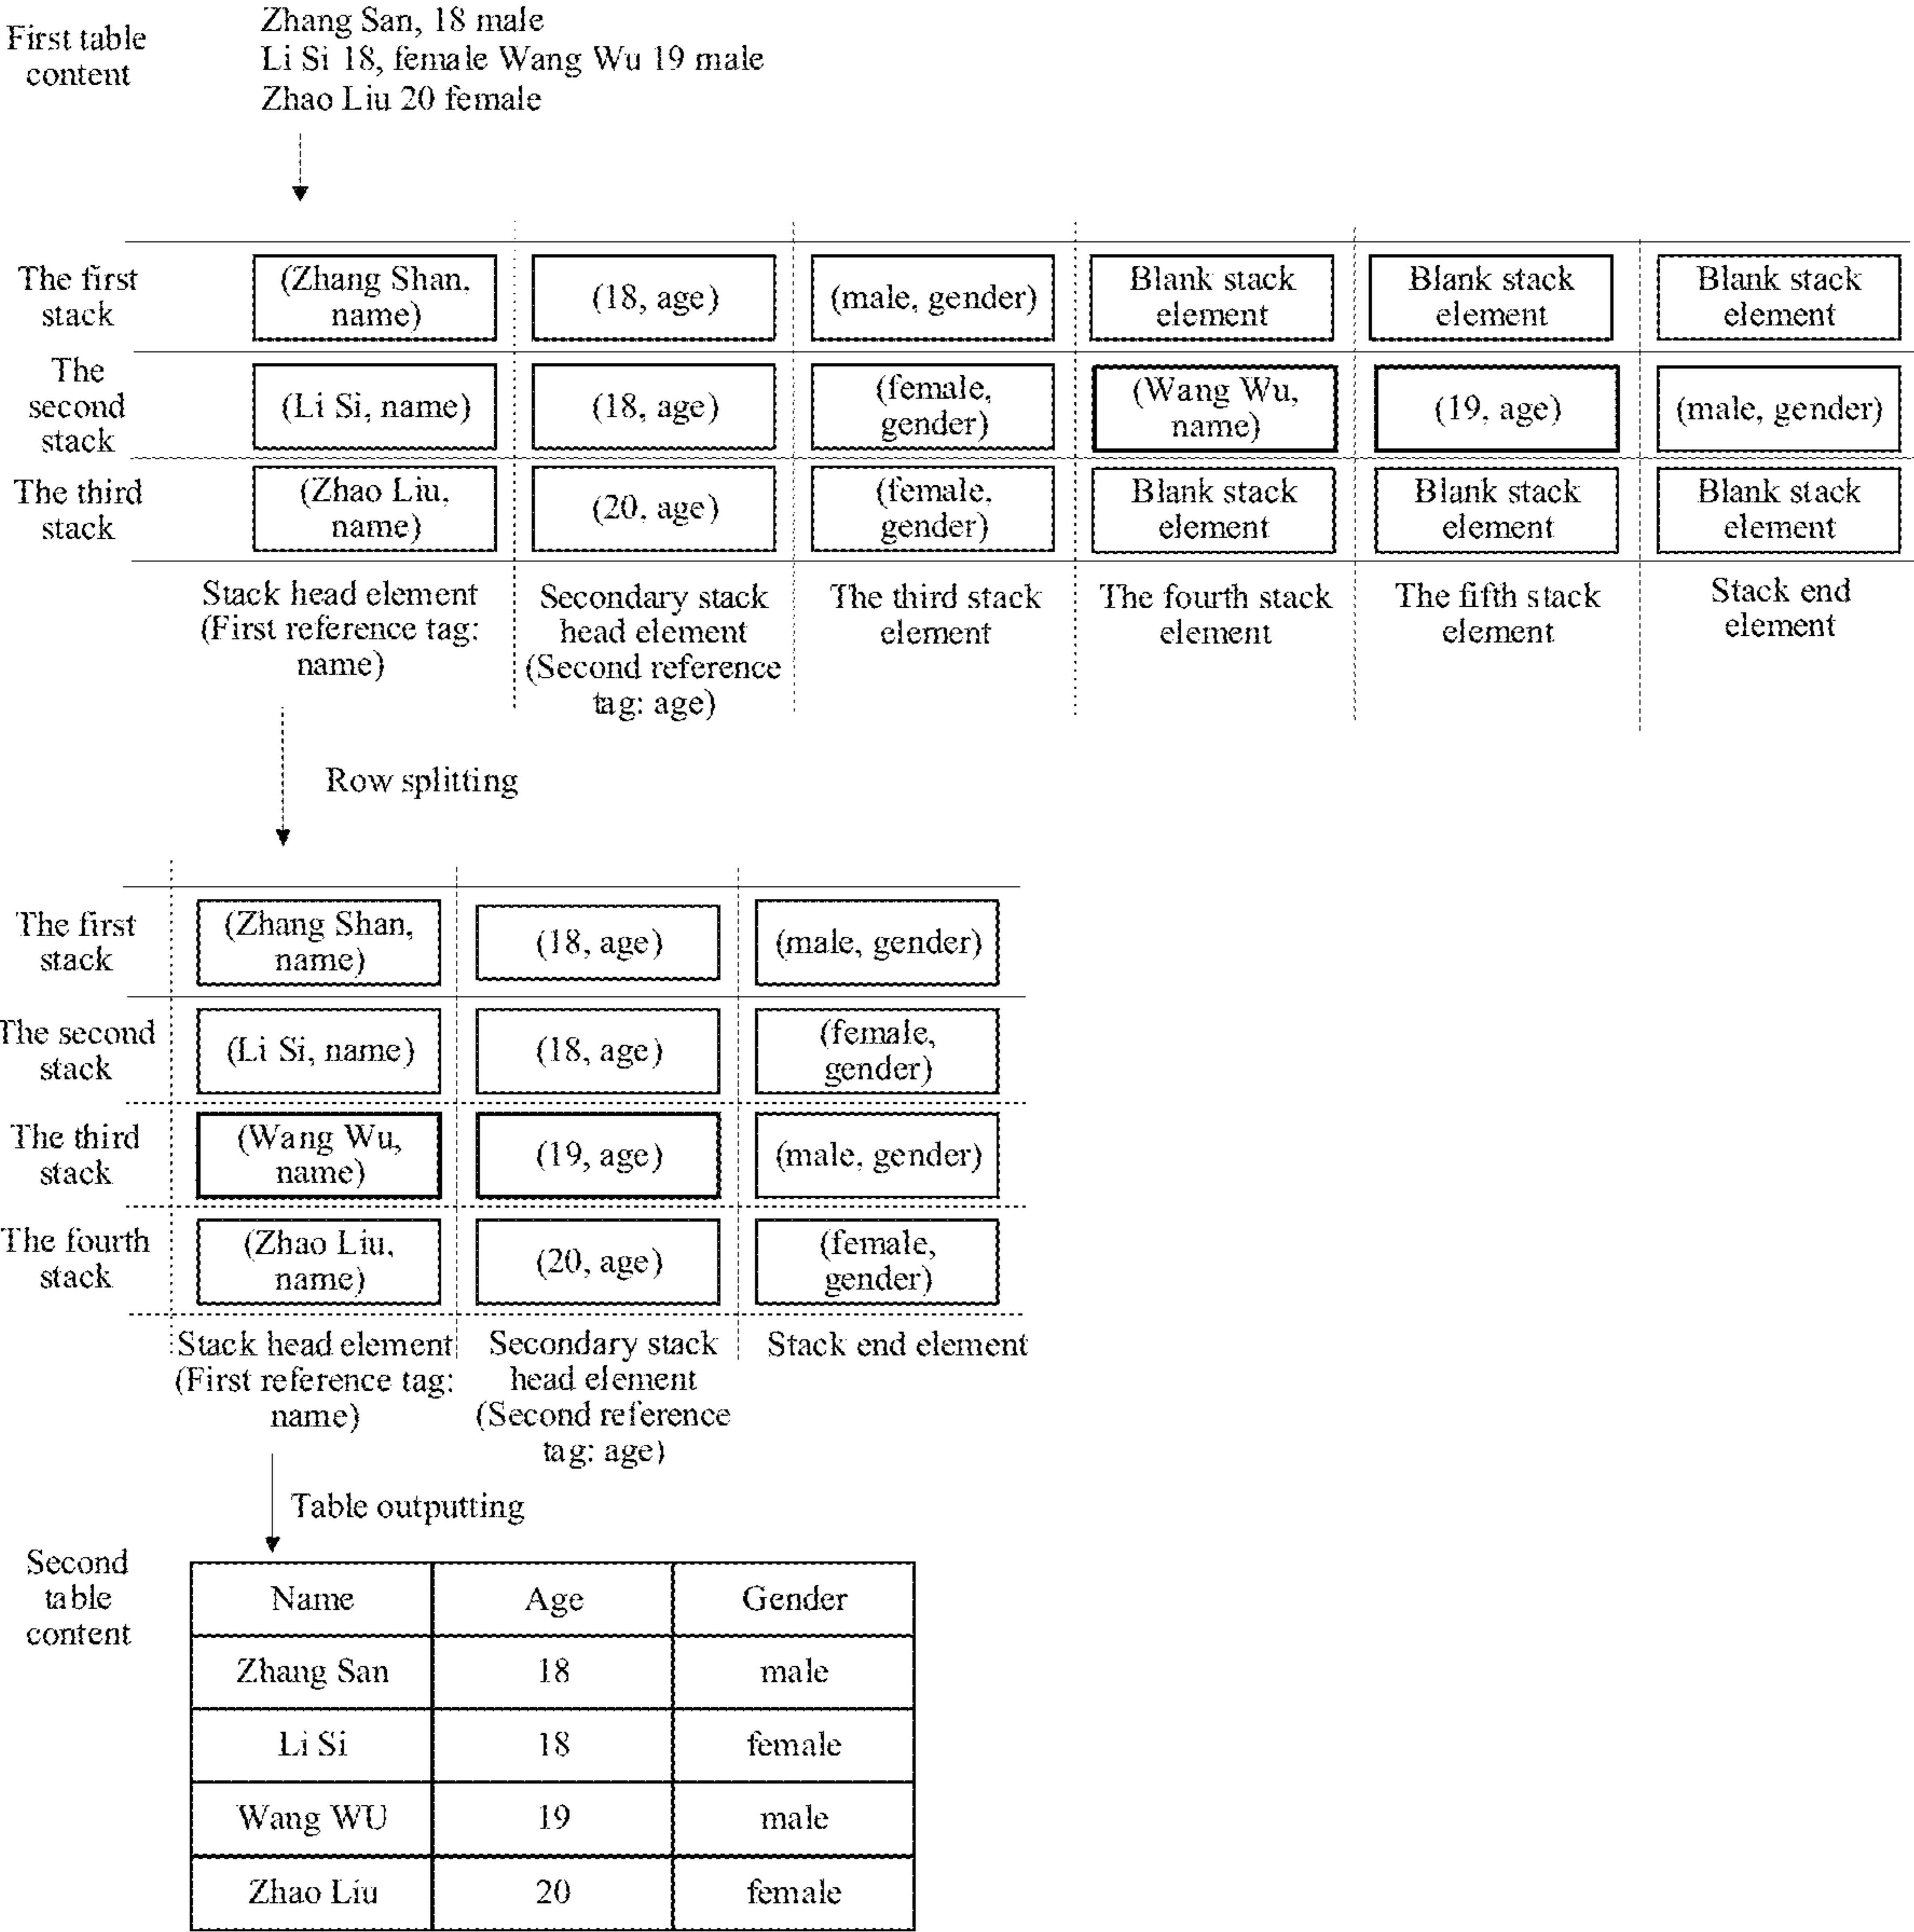 First table
content
Zhang San, 18 male
Li Si 18, female Wang Wu 19 male
Zhao Liu 20 female
The first
stack
(Zhang Shan,
name)
(18, age)
(male, gender)
Blank stack
element
Blank stack
element
Blank stack
element
The
second
stack
(Li Si, name)
(18, age)
(female,
gender)
(Wang Wu,
name)
(19, age)
(male, gender)
The third
stack
(Zhao Liu,
name)
(20, age)
(female,
gender)
Blank stack
element
Blank stack
element
Blank stack
element
Stack head element
(First reference tag:
name)
Secondary stack
head element
(Second reference
tag: age)
The third stack
element
The fourth stack
element
The fifth stack
element
Stack end
element
Row splitting
The first
stack
(Zhang Shan,
name)
(18, age)
(male, gender)
The second
stack
(Li Si, name)
(18, age)
(female,
gender)
The third
stack
(Wang Wu,
name)
(19, age)
(male, gender)
The fourth
stack
(Zhao Liu,
name)
(20, age)
(female,
gender)
Stack head element
(First reference tag:
name)
Secondary stack
head element
(Second reference
tag: age)
Stack end element
Table outputting
Second
table
content
Name
Age
Gender
Zhang San
18
male
Li Si
18
female
Wang WU
19
male
Zhao Liu
20
female